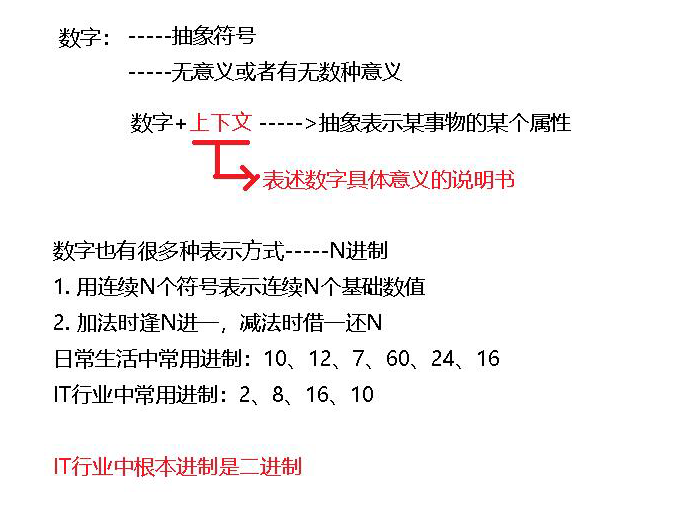 数字： -----抽象符号
-----无意义或者有无数种意义
数字+上下文 ----->抽象表示某事物的某个属性
表述数字具体意义的说明书
数字也有很多种表示方式-----N进制
1. 用连续N个符号表示连续N个基础数值
2. 加法时逢N进一，减法时借一还N
日常生活中常用进制：10、12、7、60、24、16
IT行业中常用进制：2、8、16、10
IT行业中根本进制是二进制